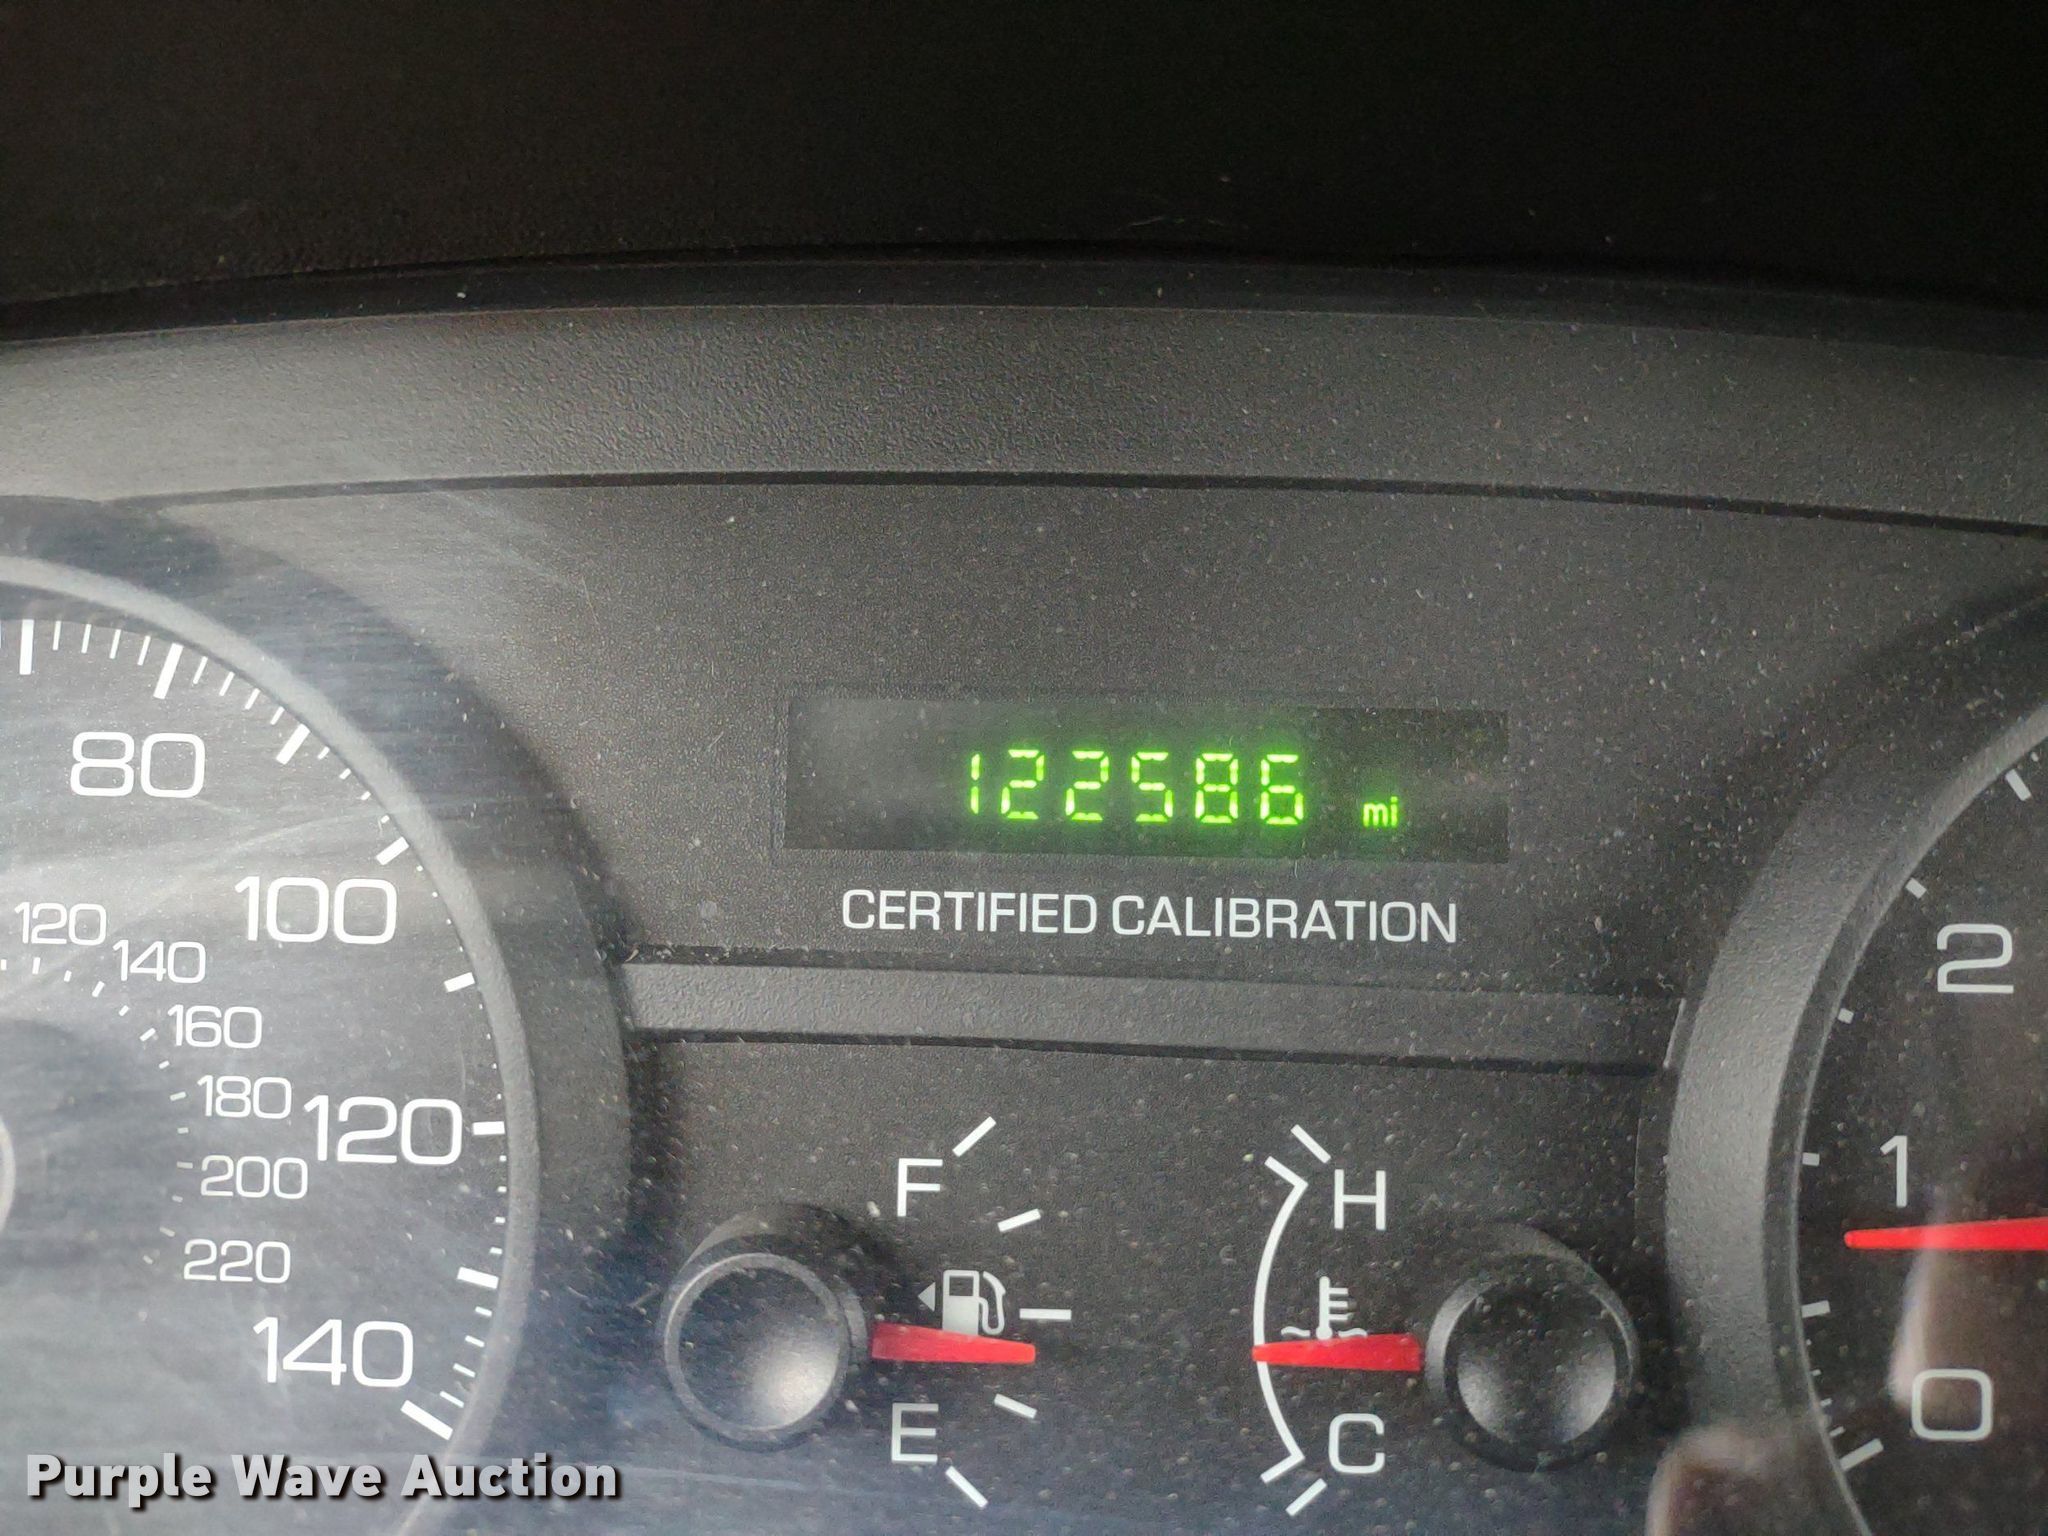 122586 mi
CERTIFIED CALIBRATION
80
100
120
140
120
140
160
180
200
220
F
E
H
C
2
1
0
Purple Wave Auction